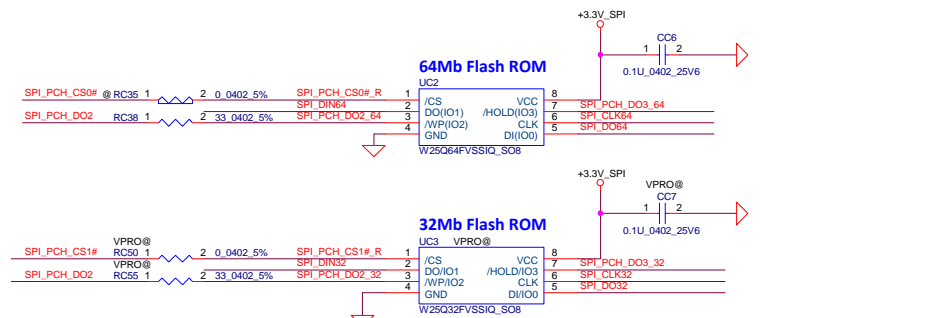 +3.3V_SPI
CC6
1 2
0.1U_0402_25V6
64Mb Flash ROM
UC2
SPI_PCH_CS0# @ RC35 1 2 0_0402_5% SPI_PCH_CS0#_R 1 /CS VCC 8
SPI_DIN64 2 DO(IO1) /HOLD(IO3) 7 SPI_PCH_DO3_64
SPI_PCH_DO2 RC38 1 2 33_0402_5% SPI_PCH_DO2_64 3 /WP(IO2) CLK 6 SPI_CLK64
4 GND DI(IO0) 5 SPI_DO64
W25Q64FVSSIQ_SO8
+3.3V_SPI
VPRO@
CC7
1 2
0.1U_0402_25V6
32Mb Flash ROM
UC3 VPRO@
VPRO@
SPI_PCH_CS1# RC50 1 2 0_0402_5% SPI_PCH_CS1#_R 1 /CS VCC 8
VPRO@ SPI_DIN32 2 DO/IO1 /HOLD/IO3 7 SPI_PCH_DO3_32
SPI_PCH_DO2 RC55 1 2 33_0402_5% SPI_PCH_DO2_32 3 /WP/IO2 CLK 6 SPI_CLK32
4 GND DI/IO0 5 SPI_DO32
W25Q32FVSSIQ_SO8